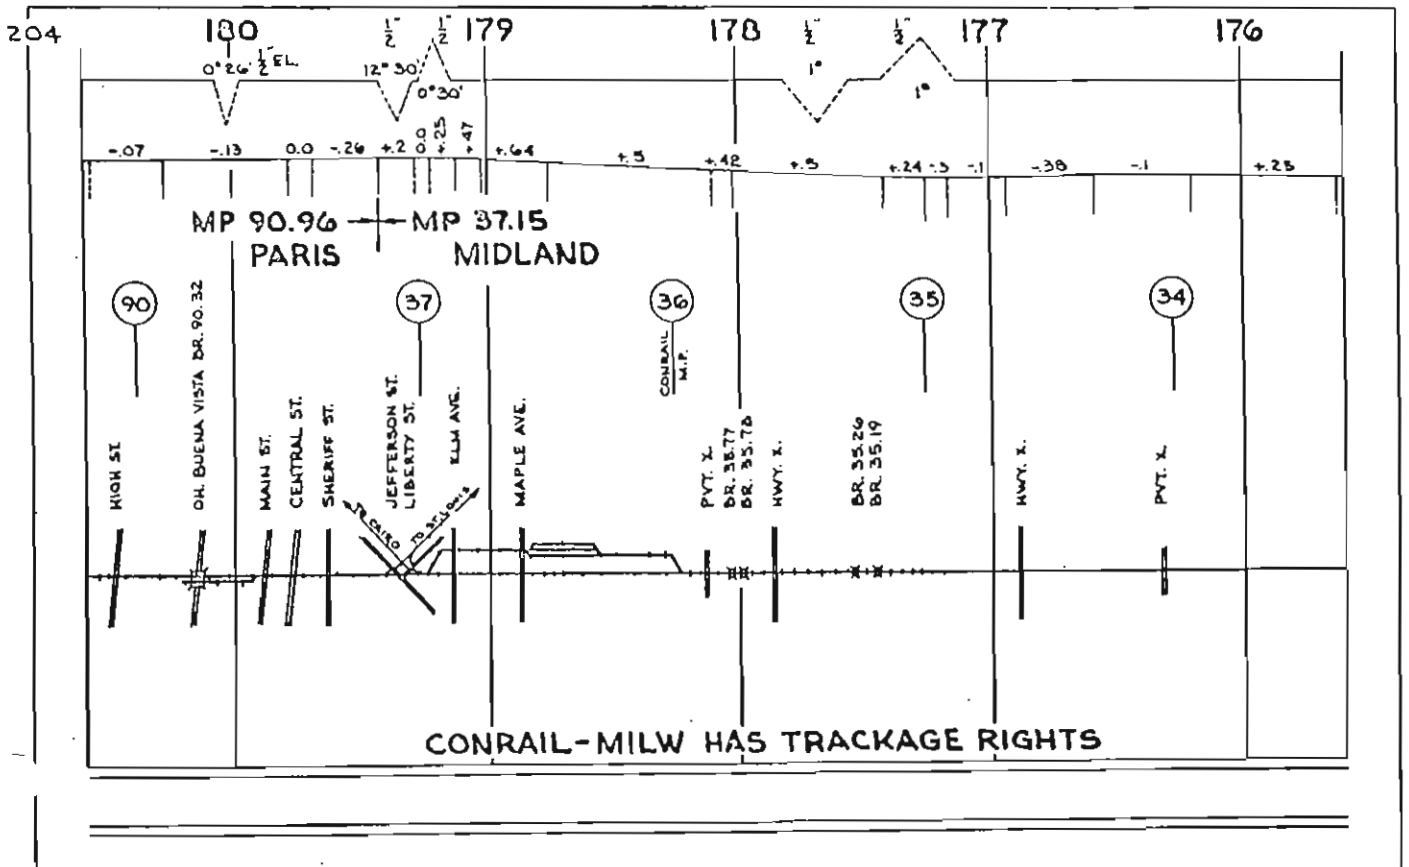 204
180
179
178
177
176
1/2"
1/2"
1/2"
1/2"
0° 26' 1/2" EL.
12° 30'
0° 30'
1°
1°
-.07
-.13
0.0
-.26
+.2
0.0
+.25
+.47
+.64
+.5
+.42
+.5
+.24
-.3
-.1
-.38
-.1
+.25
MP 90.96
MP 37.15
PARIS
MIDLAND
90
37
36
35
34
CONRAIL
M.P.
HIGH ST.
OH. BUENA VISTA BR. 90.32
MAIN ST.
CENTRAL ST.
SHERIFF ST.
JEFFERSON ST.
LIBERTY ST.
ELM AVE.
MAPLE AVE.
PVT. X.
BR. 35.77
BR. 35.78
HWY. X.
BR. 35.26
BR. 35.19
HWY. X.
PVT. X.
TO CAIRO
TO ST. LOUIS
CONRAIL-MILW HAS TRACKAGE RIGHTS